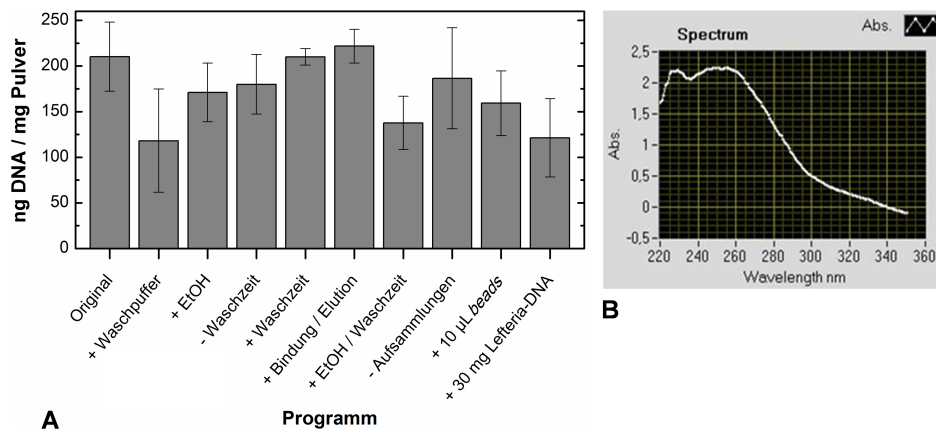 ng DNA / mg Pulver
250
200
150
100
50
0
Original
+ Waschpuffer
+ EtOH
- Waschzeit
+ Waschzeit
+ Bindung / Elution
+ EtOH / Waschzeit
- Aufsammlungen
+ 10 µL beads
+ 30 mg Lefteria-DNA
Programm
A
Spectrum
Abs.
Abs.
2,5
2
1,5
1
0,5
0
-0,5
220 240 260 280 300 320 340 360
Wavelength nm
B